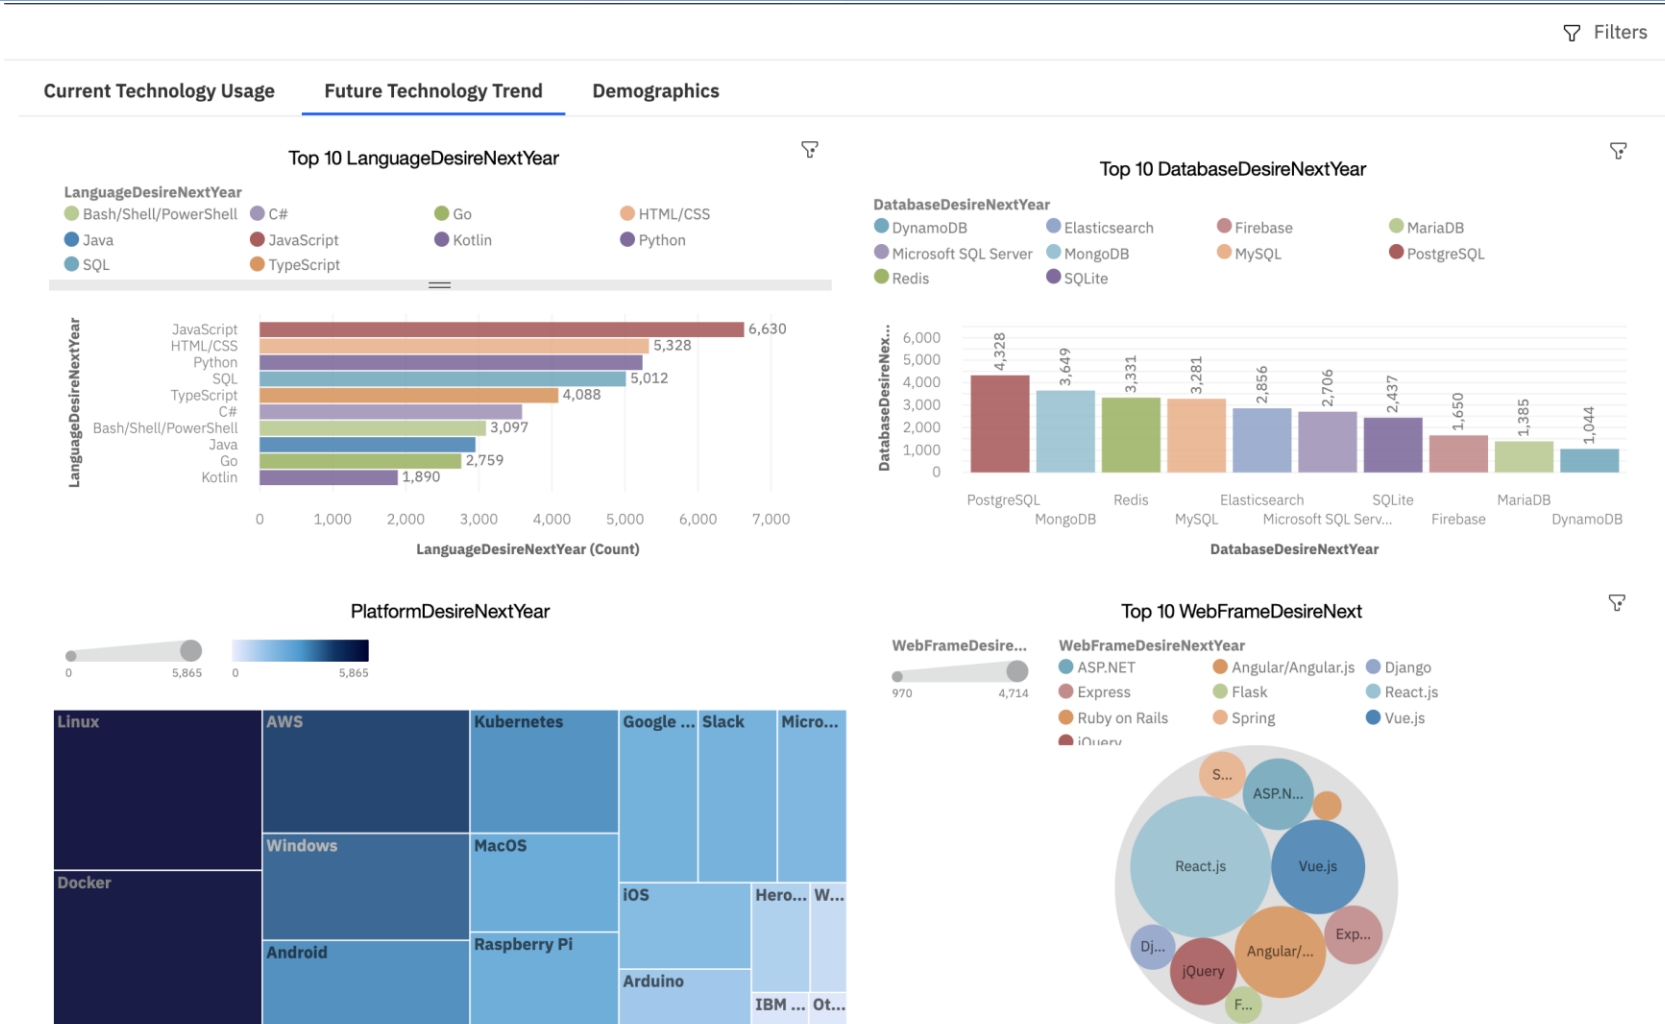 Filters
Current Technology Usage Future Technology Trend Demographics
Top 10 LanguageDesireNextYear
LanguageDesireNextYear
Bash/Shell/PowerShell C# Go HTML/CSS
Java JavaScript Kotlin Python
SQL TypeScript
LanguageDesireNextYear
JavaScript 6,630
HTML/CSS 5,328
Python
SQL 5,012
TypeScript 4,088
C#
Bash/Shell/PowerShell 3,097
Java
Go 2,759
Kotlin 1,890
0 1,000 2,000 3,000 4,000 5,000 6,000 7,000
LanguageDesireNextYear (Count)
Top 10 DatabaseDesireNextYear
DatabaseDesireNextYear
DynamoDB Elasticsearch Firebase MariaDB
Microsoft SQL Server MongoDB MySQL PostgreSQL
Redis SQLite
DatabaseDesireNex...
6,000
5,000
4,000
3,000
2,000
1,000
0
4,328 3,649 3,331 3,281 2,856 2,706 2,437 1,650 1,385 1,044
PostgreSQL Redis Elasticsearch SQLite MariaDB
MongoDB MySQL Microsoft SQL Serv... Firebase DynamoDB
DatabaseDesireNextYear
PlatformDesireNextYear
0 5,865 0 5,865
Linux AWS Kubernetes Google ... Slack Micro...
Windows MacOS
Docker iOS Hero... W...
Android Raspberry Pi
Arduino
IBM ... Ot...
Top 10 WebFrameDesireNext
WebFrameDesire... WebFrameDesireNextYear
970 4,714
ASP.NET Angular/Angular.js Django
Express Flask React.js
Ruby on Rails Spring Vue.js
jQuery
S...
ASP.N...
React.js Vue.js
Exp...
Dj... Angular/...
jQuery
F...